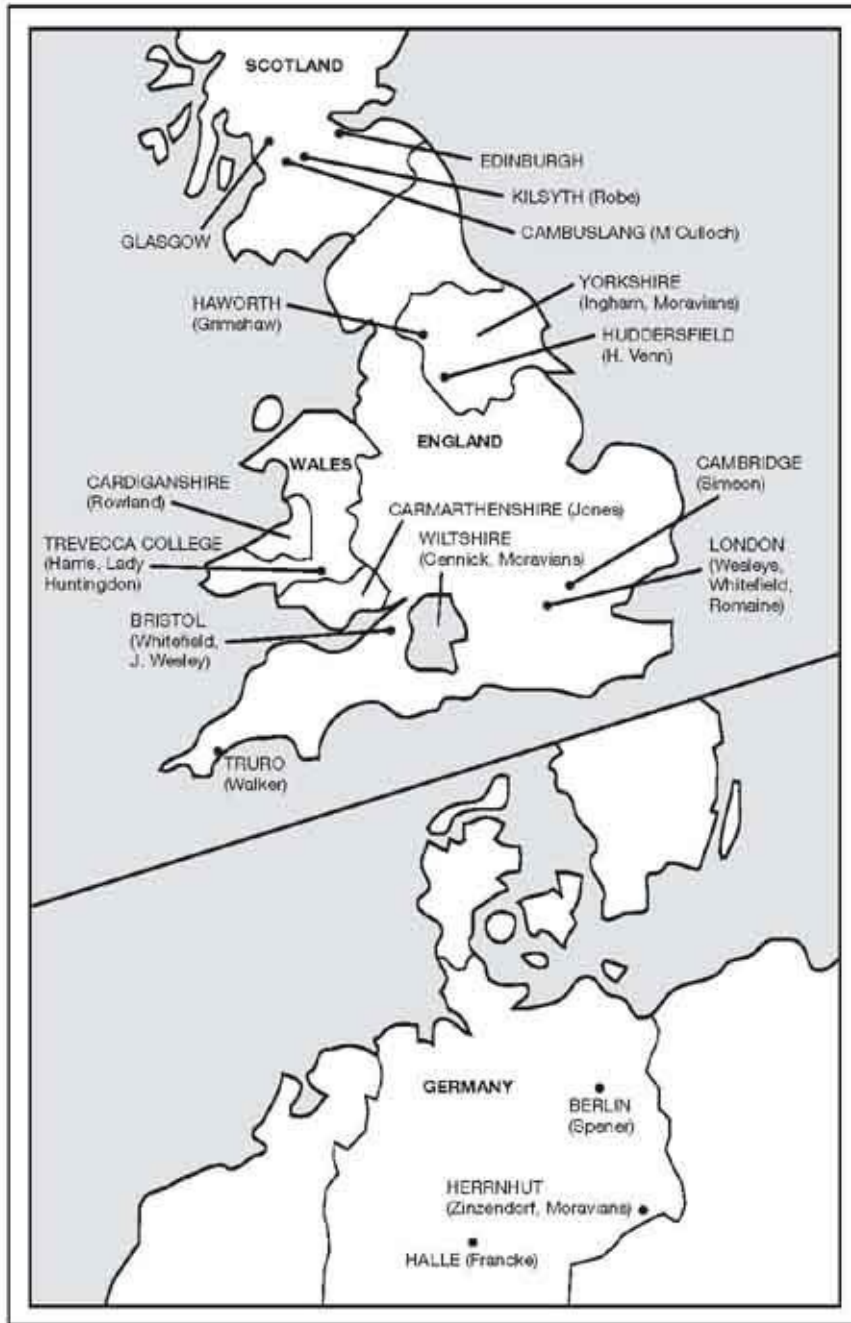 SCOTLAND
EDINBURGH
KILSYTH (Robe)
CAMBUSLANG (M Culloch)
GLASGOW
HAWORTH
(Grimshaw)
YORKSHIRE
(Ingham, Moravians)
HUDDERSFIELD
(H. Venn)
ENGLAND
WALES
CARDIGANSHIRE
(Rowland)
CAMBRIDGE
(Simeon)
CARMARTHENSHIRE (Jones)
TREVECCA COLLEGE
(Harris, Lady
Huntingdon)
WILTSHIRE
(Cennick, Moravians)
LONDON
(Wesleys,
Whitefield,
Romaine)
BRISTOL
(Whitefield,
J. Wesley)
TRURO
(Walker)
GERMANY
BERLIN
(Spener)
HERRNHUT
(Zinzendorf, Moravians)
HALLE (Francke)